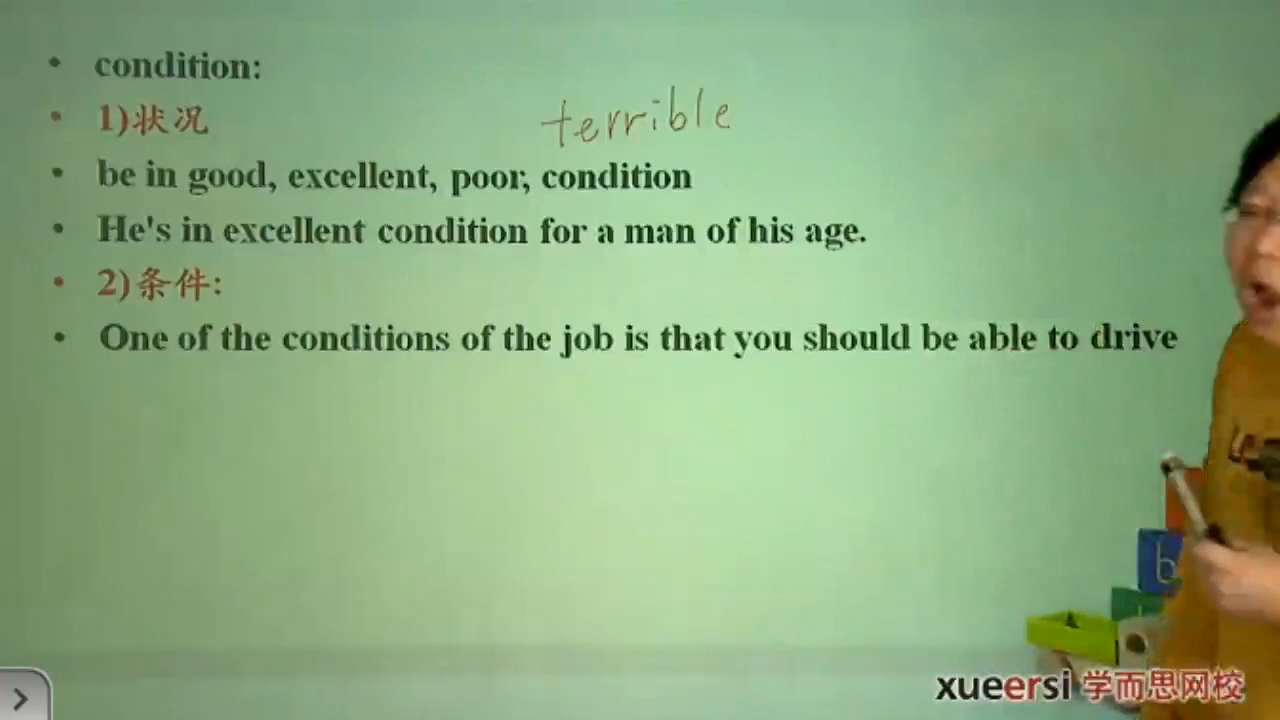 • condition:
• 1)状况
terrible
• be in good, excellent, poor, condition
• He's in excellent condition for a man of his age.
• 2)条件:
• One of the conditions of the job is that you should be able to drive
b
xueersi 学而思网校